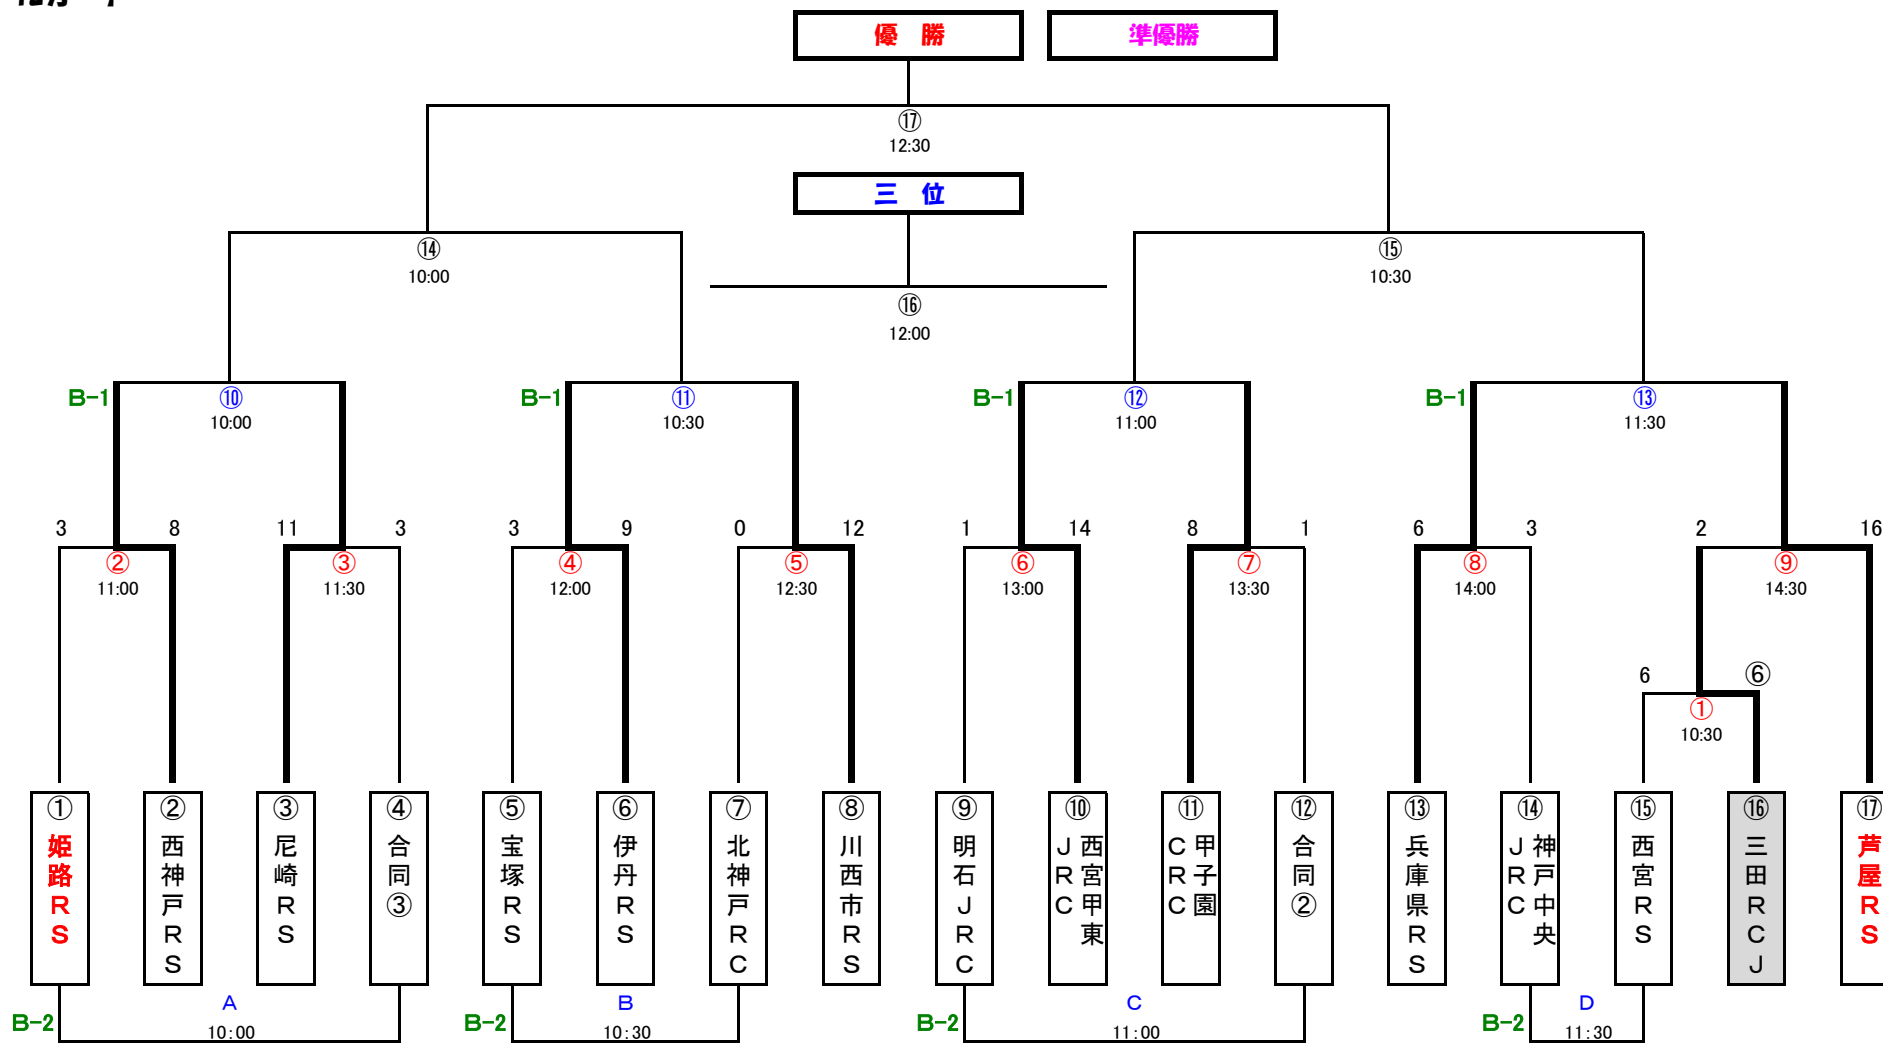 優 勝
準優勝
⑰
12:30
三 位
⑭
10:00
⑮
10:30
⑯
12:00
B-1
⑩
10:00
B-1
⑪
10:30
B-1
⑫
11:00
B-1
⑬
11:30
3
8
11
3
3
9
0
12
1
14
8
1
6
3
2
16
②
11:00
③
11:30
④
12:00
⑤
12:30
⑥
13:00
⑦
13:30
⑧
14:00
⑨
14:30
6
⑥
①
10:30
①
姫路RS
②
西神戸RS
③
尼崎RS
④
合同③
⑤
宝塚RS
⑥
伊丹RS
⑦
北神戸RC
⑧
川西市RS
⑨
明石JRC
⑩
西宮甲東
JRC
⑪
甲子園
CRC
⑫
合同②
⑬
兵庫県RS
⑭
神戸中央
JRC
⑮
西宮RS
⑯
三田RCJ
⑰
芦屋RS
B-2
A
10:00
B-2
B
10:30
B-2
C
11:00
B-2
D
11:30